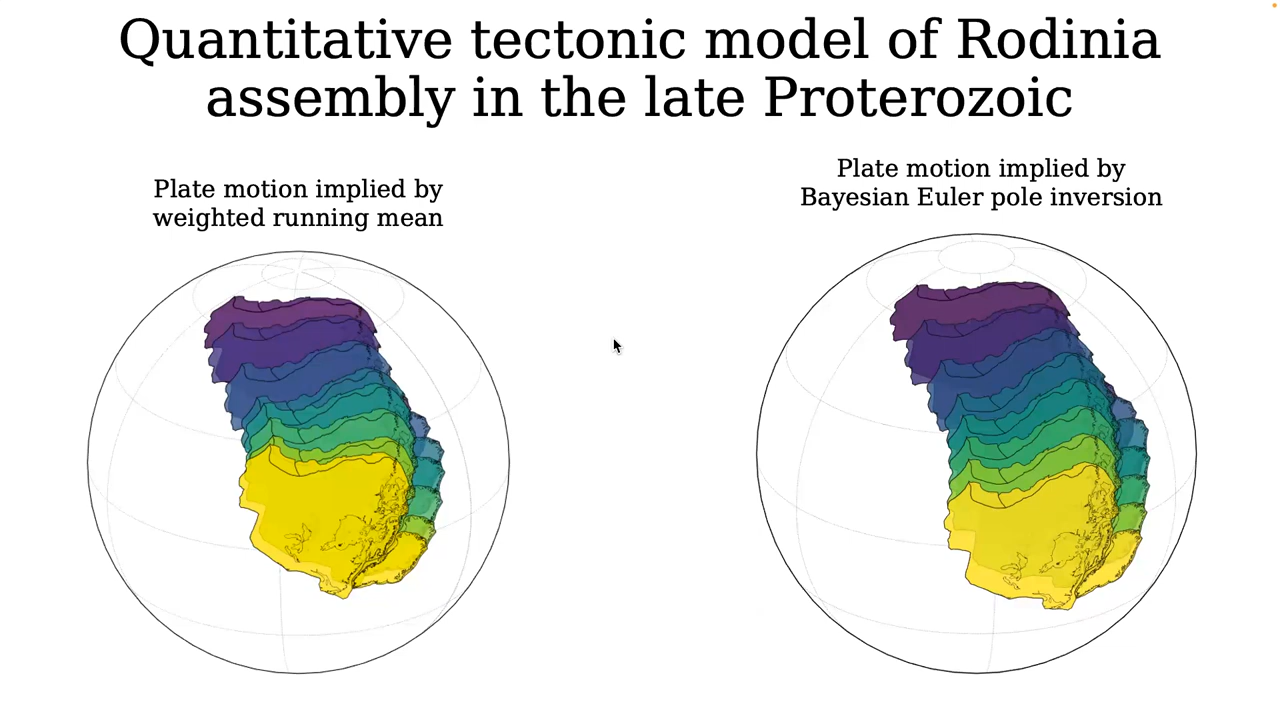 Quantitative tectonic model of Rodinia
assembly in the late Proterozoic
Plate motion implied by
weighted running mean
Plate motion implied by
Bayesian Euler pole inversion